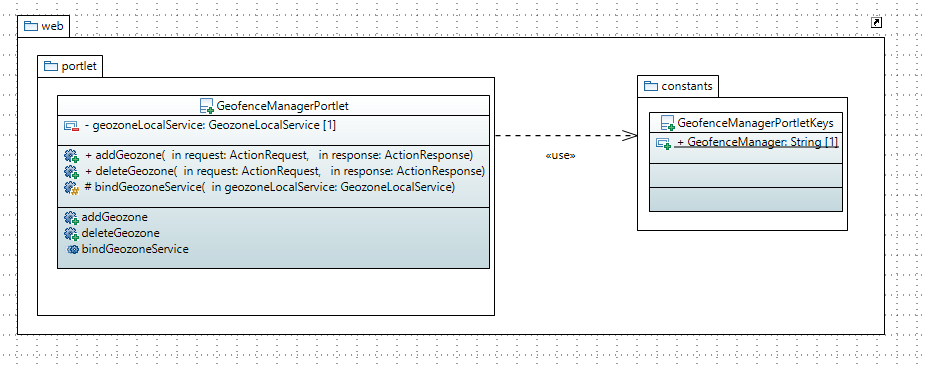 web
portlet
GeofenceManagerPortlet
- geozoneLocalService: GeozoneLocalService [1]
+ addGeozone( in request: ActionRequest, in response: ActionResponse)
+ deleteGeozone( in request: ActionRequest, in response: ActionResponse)
# bindGeozoneService( in geozoneLocalService: GeozoneLocalService)
addGeozone
deleteGeozone
bindGeozoneService
«use»
constants
GeofenceManagerPortletKeys
+ GeofenceManager: String [1]